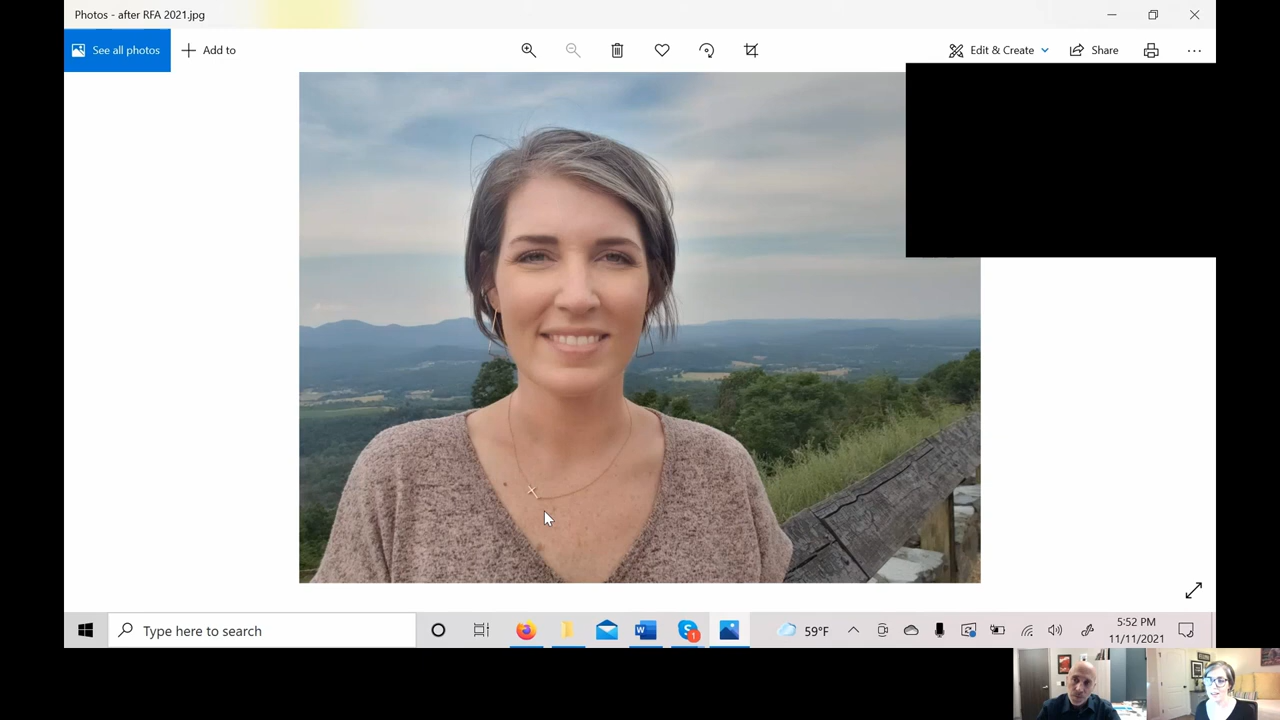 Photos - after RFA 2021.jpg
See all photos
Add to
Edit & Create
Share
Type here to search
1
59°F
5:52 PM
11/11/2021